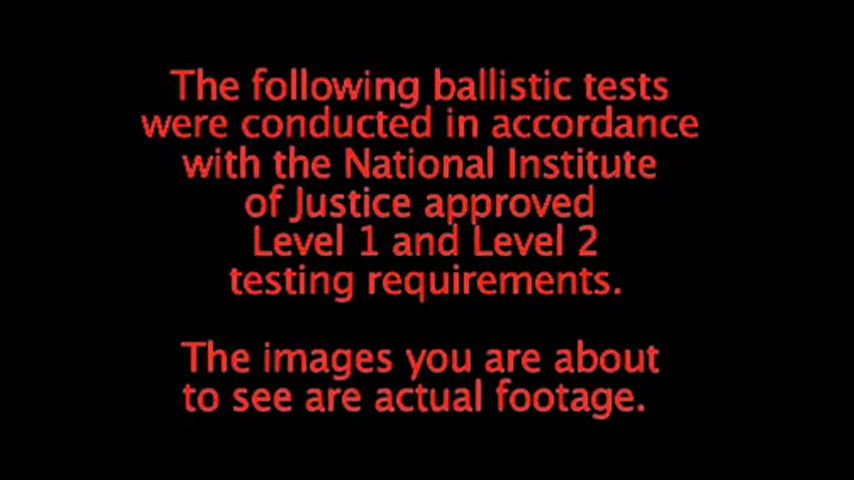 The following ballistic tests
were conducted in accordance
with the National Institute
of Justice approved
Level 1 and Level 2
testing requirements.
The images you are about
to see are actual footage.